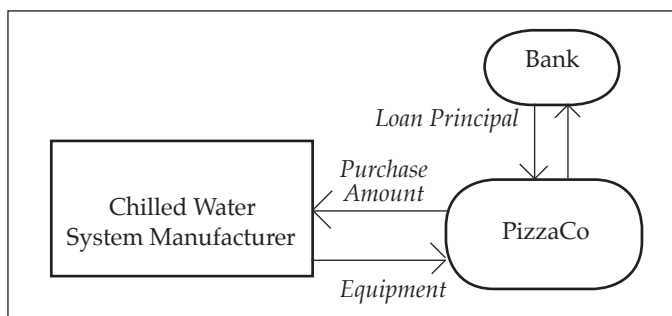 Bank
Loan Principal
Purchase
Amount
Chilled Water
System Manufacturer
PizzaCo
Equipment